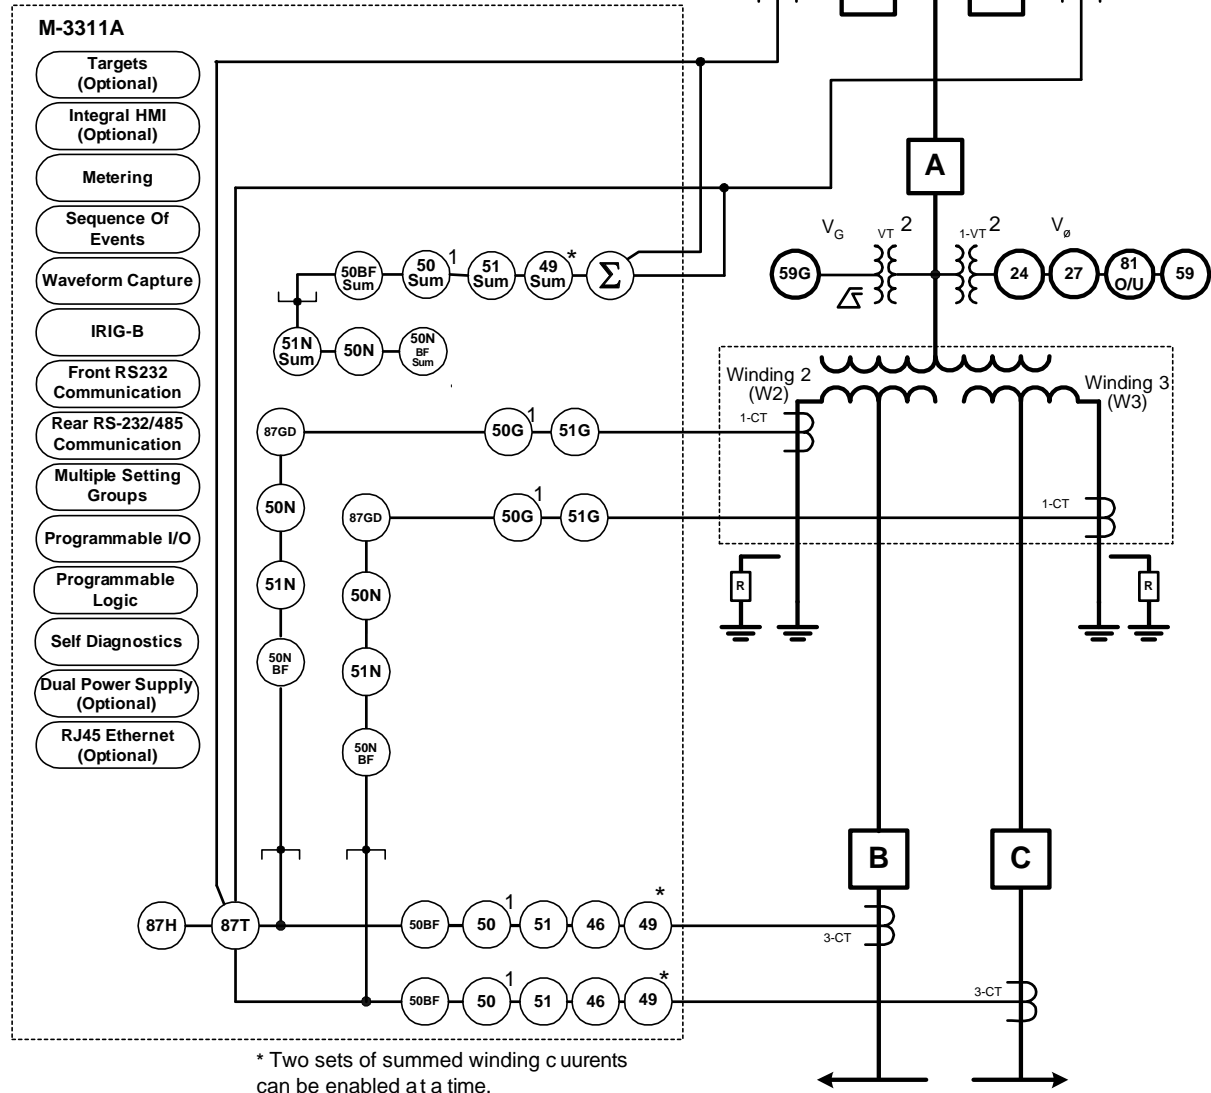 M-3311A
Targets
(Optional)
Integral HMI
(Optional)
Metering
Sequence Of
Events
Waveform Capture
IRIG-B
Front RS232
Communication
Rear RS-232/485
Communication
Multiple Setting
Groups
Programmable I/O
Programmable
Logic
Self Diagnostics
Dual Power Supply
(Optional)
RJ45 Ethernet
(Optional)
A
VG
VT 2
1-VT 2
Vø
59G
24
27
81
O/U
59
50BF
Sum
50
Sum
1
51
Sum
49
Sum
*
Σ
51N
Sum
50N
50N
BF
Sum
Winding 2
(W2)
Winding 3
(W3)
1-CT
87GD
50G
1
51G
50N
51N
50N
BF
1-CT
87GD
50G
1
51G
50N
51N
50N
BF
R
R
B
C
87H
87T
50BF
50
1
51
46
49
*
3-CT
50BF
50
1
51
46
49
*
3-CT
* Two sets of summed winding c uurents
can be enabled at a time.